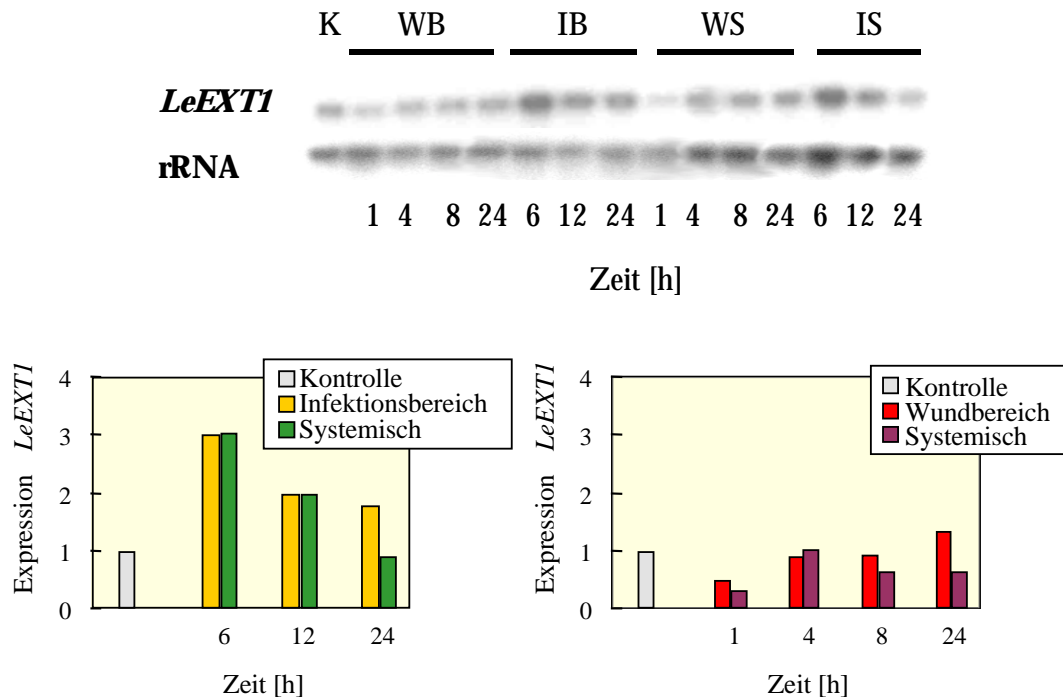 K WB IB WS IS
LeEXT1
rRNA
1 4 8 24 6 12 24 1 4 8 24 6 12 24
Zeit [h]
Expression LeEXT1
4
3
2
1
0
Kontrolle
Infektionsbereich
Systemisch
6 12 24
Zeit [h]
Expression LeEXT1
4
3
2
1
0
Kontrolle
Wundbereich
Systemisch
1 4 8 24
Zeit [h]